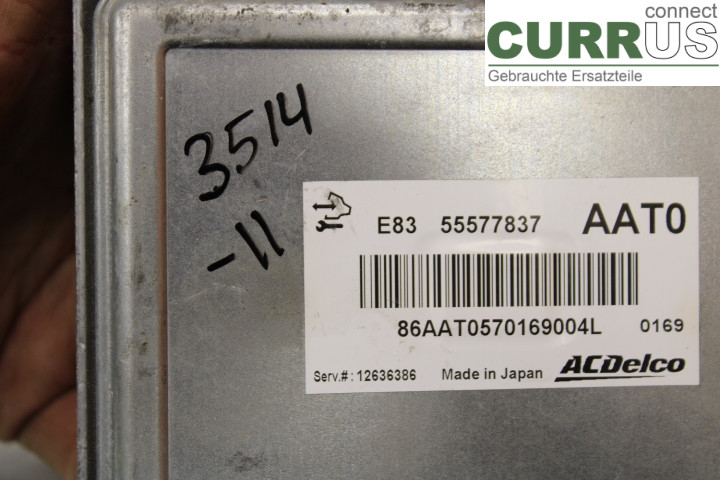 connect
CURRUS
Gebrauchte Ersatzteile
3514
-11
E83 55577837 AAT0
86AAT0570169004L 0169
Serv.#: 12636386 Made in Japan ACDelco